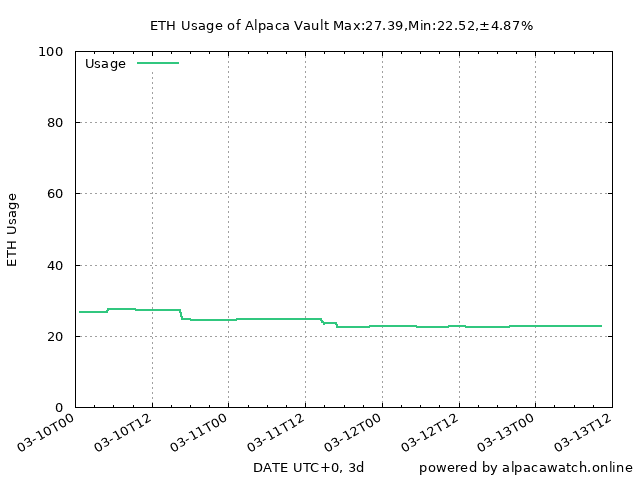 ETH Usage of Alpaca Vault Max:27.39,Min:22.52,±4.87%
Usage
100
80
60
40
20
0
ETH Usage
03-10T00
03-10T12
03-11T00
03-11T12
03-12T00
03-12T12
03-13T00
03-13T12
DATE UTC+0, 3d
powered by alpacawatch.online